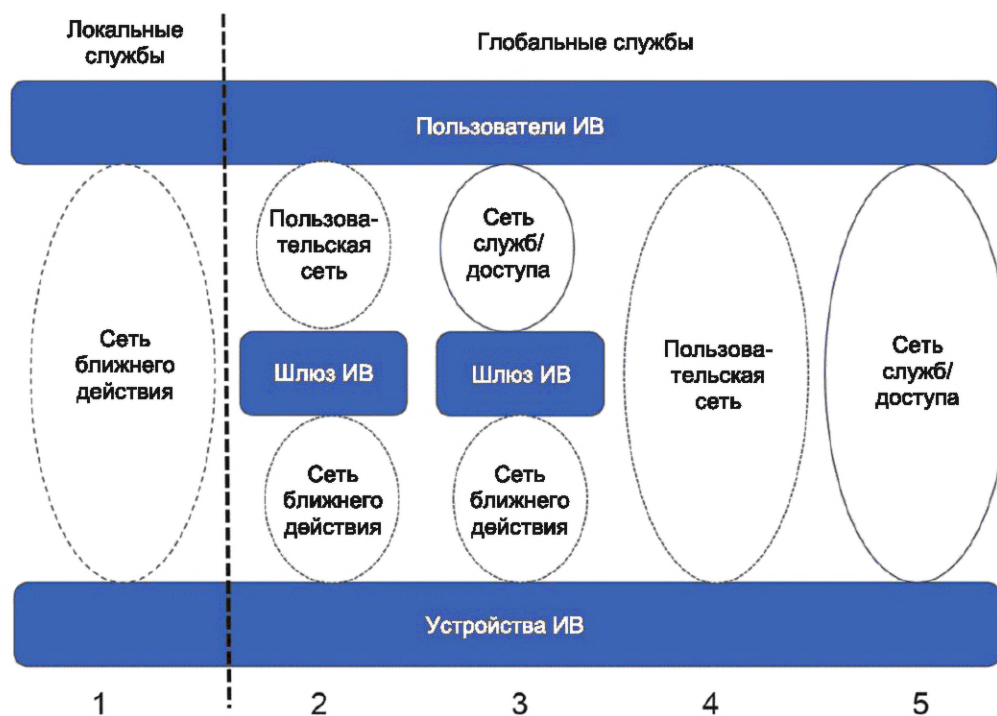 Локальные
службы
Глобальные службы
Пользователи ИВ
Пользова-
тельская
сеть
Сеть
служб/
доступа
Сеть
ближнего
действия
Шлюз ИВ
Шлюз ИВ
Пользова-
тельская
сеть
Сеть
служб/
доступа
Сеть
ближнего
действия
Сеть
ближнего
действия
Устройства ИВ
1 2 3 4 5